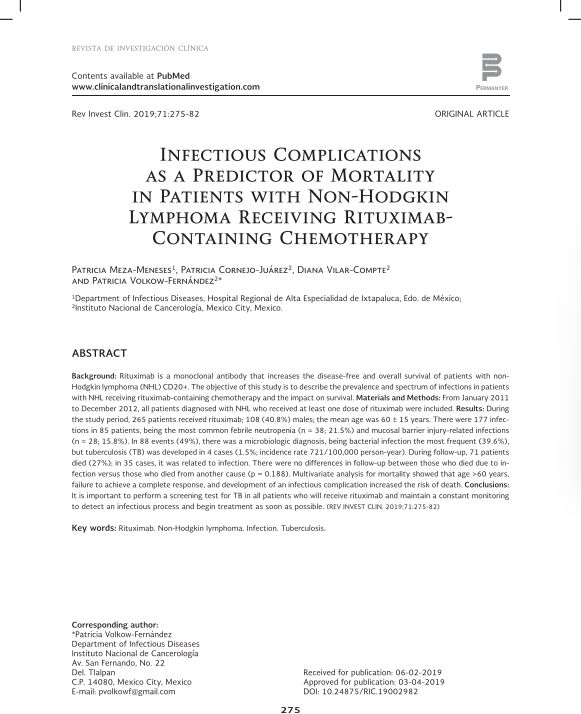 REVISTA DE INVESTIGACIÓN CLÍNICA
Contents available at PubMed
www.clinicalandtranslationalinvestigation.com
PERMANYER
Rev Invest Clin. 2019;71:275-82
ORIGINAL ARTICLE
Infectious Complications
as a Predictor of Mortality
in Patients with Non-Hodgkin
Lymphoma Receiving Rituximab-
Containing Chemotherapy
Patricia Meza-Meneses1, Patricia Cornejo-Juárez2, Diana Vilar-Compte2
and Patricia Volkow-Fernández2*
1Department of Infectious Diseases, Hospital Regional de Alta Especialidad de Ixtapaluca, Edo. de México;
2Instituto Nacional de Cancerología, Mexico City, Mexico.
ABSTRACT
Background: Rituximab is a monoclonal antibody that increases the disease-free and overall survival of patients with non-
Hodgkin lymphoma (NHL) CD20+. The objective of this study is to describe the prevalence and spectrum of infections in patients
with NHL receiving rituximab-containing chemotherapy and the impact on survival. Materials and Methods: From January 2011
to December 2012, all patients diagnosed with NHL who received at least one dose of rituximab were included. Results: During
the study period, 265 patients received rituximab; 108 (40.8%) males; the mean age was 60 ± 15 years. There were 177 infec-
tions in 85 patients, being the most common febrile neutropenia (n = 38; 21.5%) and mucosal barrier injury-related infections
(n = 28; 15.8%). In 88 events (49%), there was a microbiologic diagnosis, being bacterial infection the most frequent (39.6%),
but tuberculosis (TB) was developed in 4 cases (1.5%; incidence rate 721/100,000 person-year). During follow-up, 71 patients
died (27%); in 35 cases, it was related to infection. There were no differences in follow-up between those who died due to in-
fection versus those who died from another cause (p = 0.188). Multivariate analysis for mortality showed that age >60 years,
failure to achieve a complete response, and development of an infectious complication increased the risk of death. Conclusions:
It is important to perform a screening test for TB in all patients who will receive rituximab and maintain a constant monitoring
to detect an infectious process and begin treatment as soon as possible. (REV INVEST CLIN. 2019;71:275-82)
Key words: Rituximab. Non-Hodgkin lymphoma. Infection. Tuberculosis.
Corresponding author:
*Patricia Volkow-Fernández
Department of Infectious Diseases
Instituto Nacional de Cancerología
Av. San Fernando, No. 22
Del. Tlalpan
C.P. 14080, Mexico City, Mexico
E-mail: pvolkowf@gmail.com
Received for publication: 06-02-2019
Approved for publication: 03-04-2019
DOI: 10.24875/RIC.19002982
275